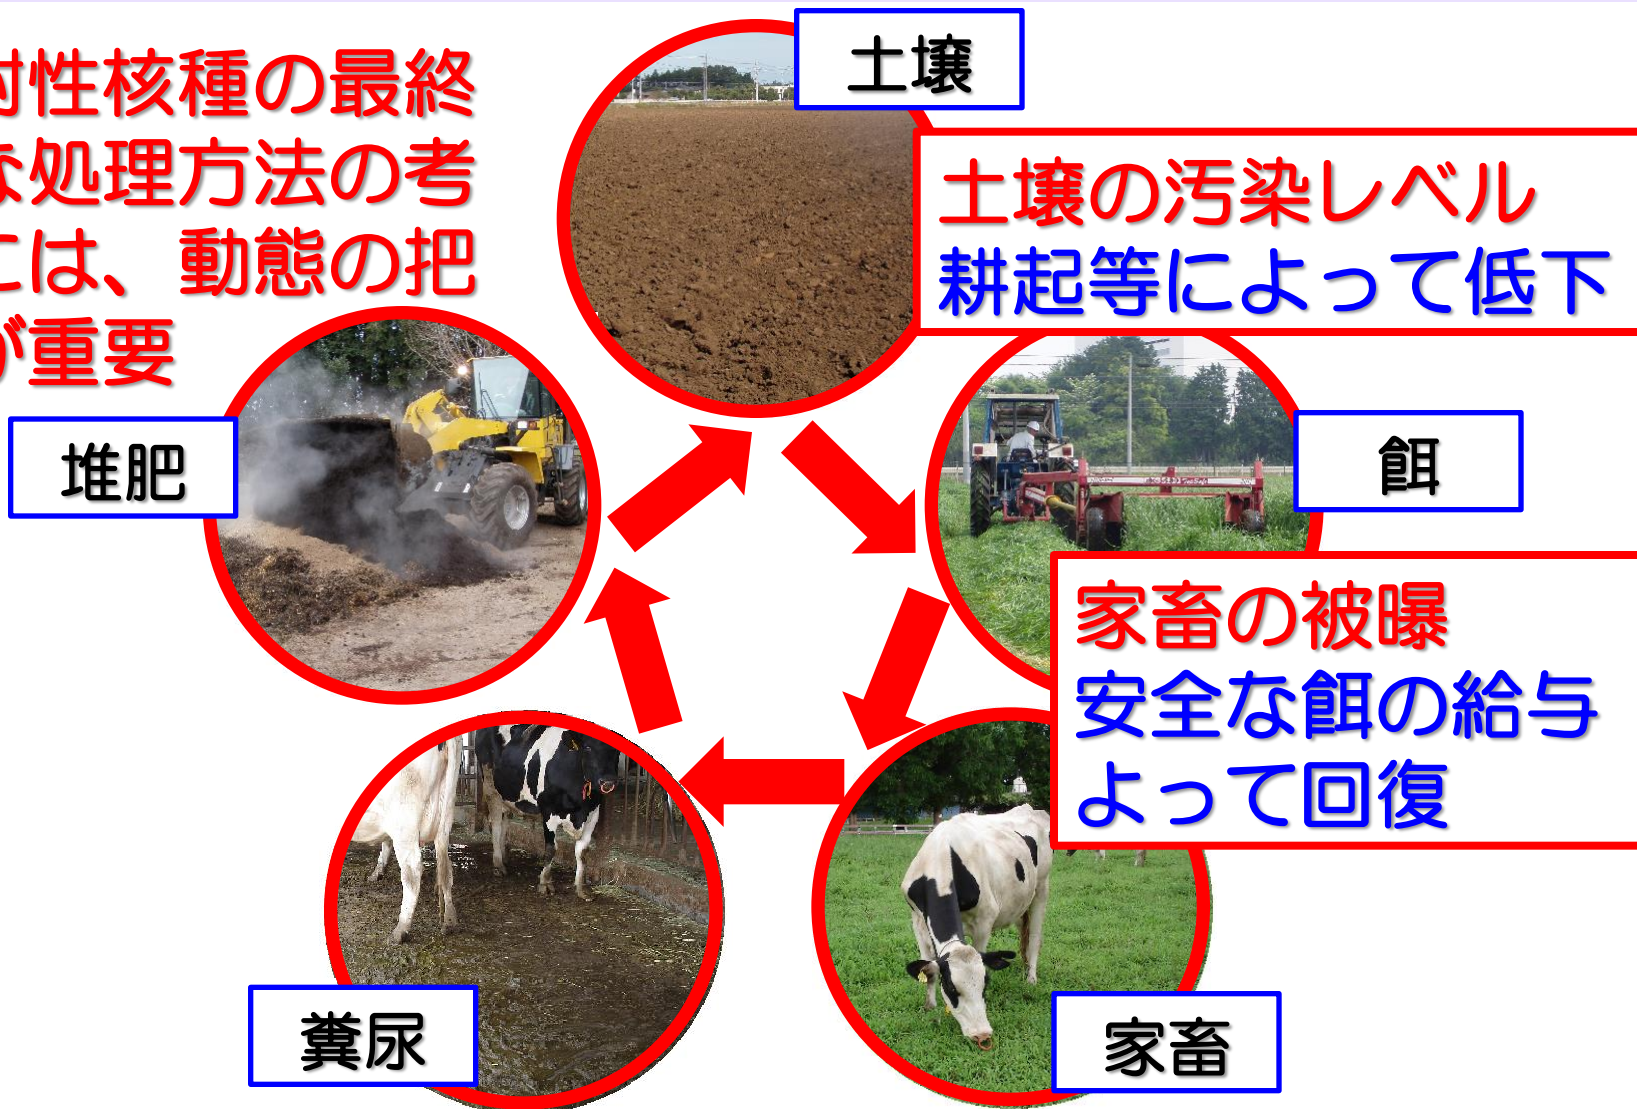 射性核種の最終
な処理方法の考
には、動態の把
が重要
土壌
土壌の汚染レベル
耕起等によって低下
堆肥
餌
家畜の被曝
安全な餌の給与
よって回復
糞尿
家畜